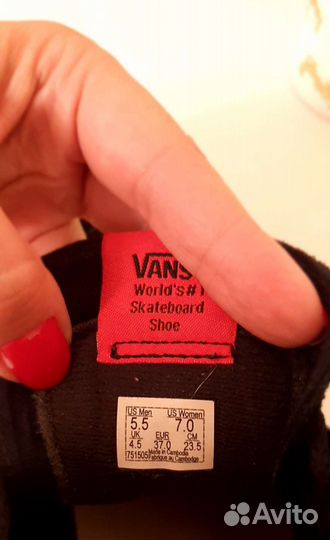 VANS
World's #1
Skateboard
Shoe
US Men US Women
5.5 7.0
UK EUR CM
4.5 37.0 23.5
751505 Made in Cambodia
Fabriqué au Cambodge
Avito